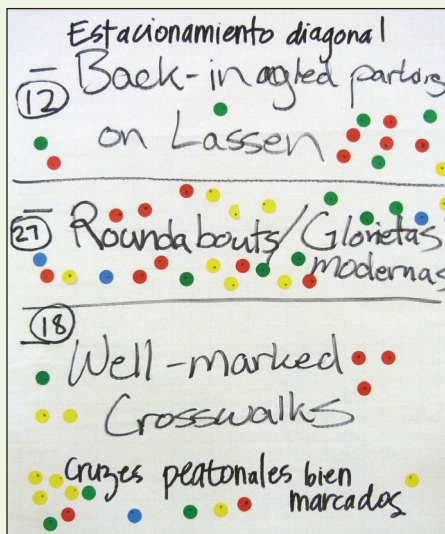 Estacionamiento diagonal
12 Back-in agled parking
on Lassen
27 Roundabouts/Glorietas
modernas
18
Well-marked
Crosswalks
Cruzes peatonales bien
marcados